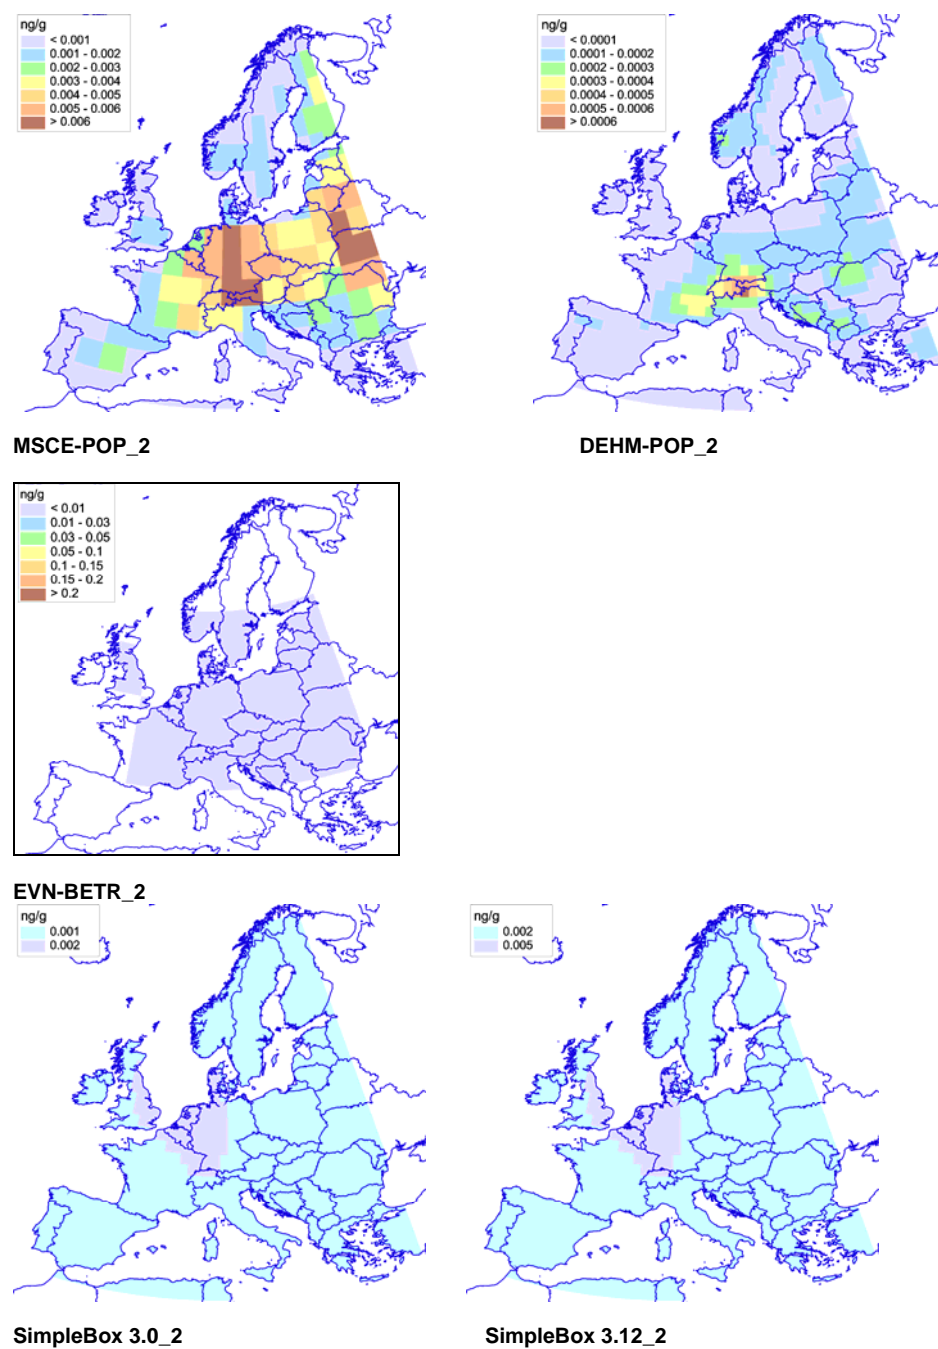 ng/g
< 0.001
0.001 - 0.002
0.002 - 0.003
0.003 - 0.004
0.004 - 0.005
0.005 - 0.006
> 0.006
ng/g
< 0.0001
0.0001 - 0.0002
0.0002 - 0.0003
0.0003 - 0.0004
0.0004 - 0.0005
0.0005 - 0.0006
> 0.0006
MSCE-POP_2
DEHM-POP_2
ng/g
< 0.01
0.01 - 0.03
0.03 - 0.05
0.05 - 0.1
0.1 - 0.15
0.15 - 0.2
> 0.2
EVN-BETR_2
ng/g
0.001
0.002
ng/g
0.002
0.005
SimpleBox 3.0_2
SimpleBox 3.12_2